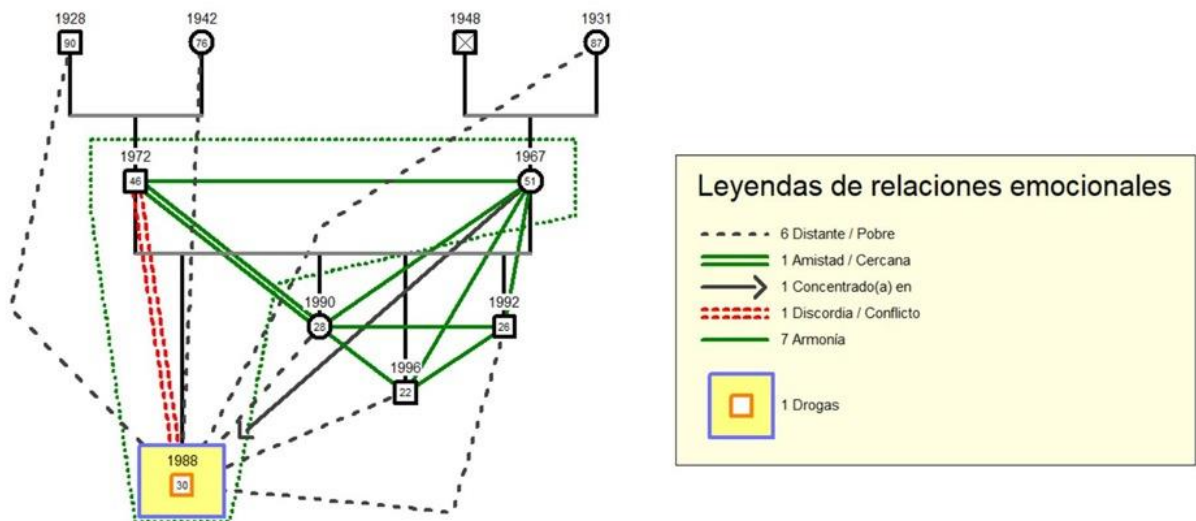 1928
1942
1948
1931
90
76
87
1972
1967
46
51
1990
1992
28
26
1996
22
1988
30
Leyendas de relaciones emocionales
6 Distante / Pobre
1 Amistad / Cercana
1 Concentrado(a) en
1 Discordia / Conflicto
7 Armonía
1 Drogas